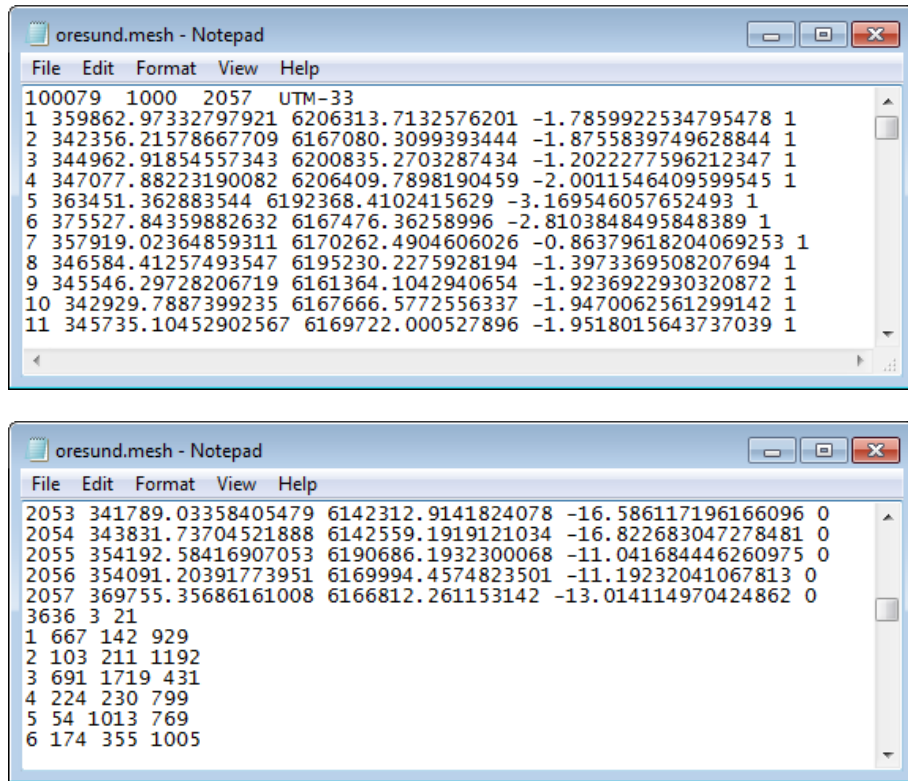 oresund.mesh - Notepad
File Edit Format View Help
100079 1000 2057 UTM-33
1 359862.97332797921 6206313.7132576201 -1.7859922534795478 1
2 342356.21578667709 6167080.3099393444 -1.8755839749628844 1
3 344962.91854557343 6200835.2703287434 -1.2022277596212347 1
4 347077.88223190082 6206409.7898190459 -2.0011546409599545 1
5 363451.362883544 6192368.4102415629 -3.169546057652493 1
6 375527.84359882632 6167476.36258996 -2.8103848495848389 1
7 357919.02364859311 6170262.4904606026 -0.86379618204069253 1
8 346584.41257493547 6195230.2275928194 -1.3973369508207694 1
9 345546.29728206719 6161364.1042940654 -1.9236922930320872 1
10 342929.7887399235 6167666.5772556337 -1.9470062561299142 1
11 345735.10452902567 6169722.000527896 -1.9518015643737039 1
oresund.mesh - Notepad
File Edit Format View Help
2053 341789.03358405479 6142312.9141824078 -16.586117196166096 0
2054 343831.73704521888 6142559.1919121034 -16.822683047278481 0
2055 354192.58416907053 6190686.1932300068 -11.041684446260975 0
2056 354091.20391773951 6169994.4574823501 -11.19232041067813 0
2057 369755.35686161008 6166812.261153142 -13.014114970424862 0
3636 3 21
1 667 142 929
2 103 211 1192
3 691 1719 431
4 224 230 799
5 54 1013 769
6 174 355 1005